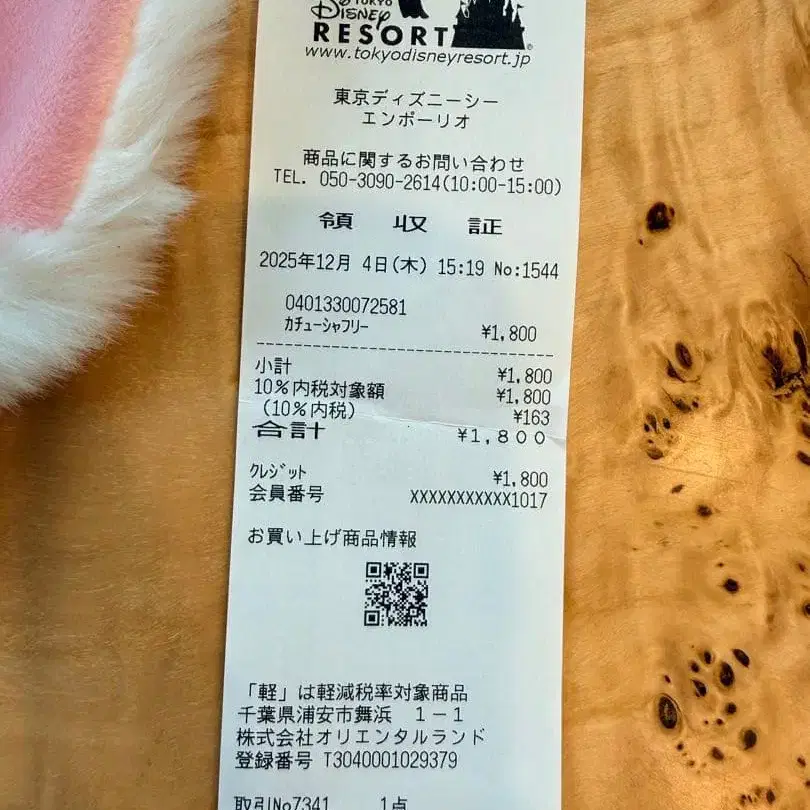 TOKYO
DISNEY
RESORT®
www.tokyodisneyresort.jp
東京ディズニーシー
エンポーリオ
商品に関するお問い合わせ
TEL. 050-3090-2614(10:00-15:00)
領収証
2025年12月 4日(木) 15:19 No:1544
0401330072581
ｶﾁｭｰｼｬﾌﾘｰ ¥1,800
小計 ¥1,800
10%内税対象額 ¥1,800
(10%内税) ¥163
合計 ¥1,800
ｸﾚｼﾞｯﾄ ¥1,800
会員番号 XXXXXXXXXXXX1017
お買い上げ商品情報
「軽」は軽減税率対象商品
千葉県浦安市舞浜 1-1
株式会社オリエンタルランド
登録番号 T3040001029379
取引No7341 1点